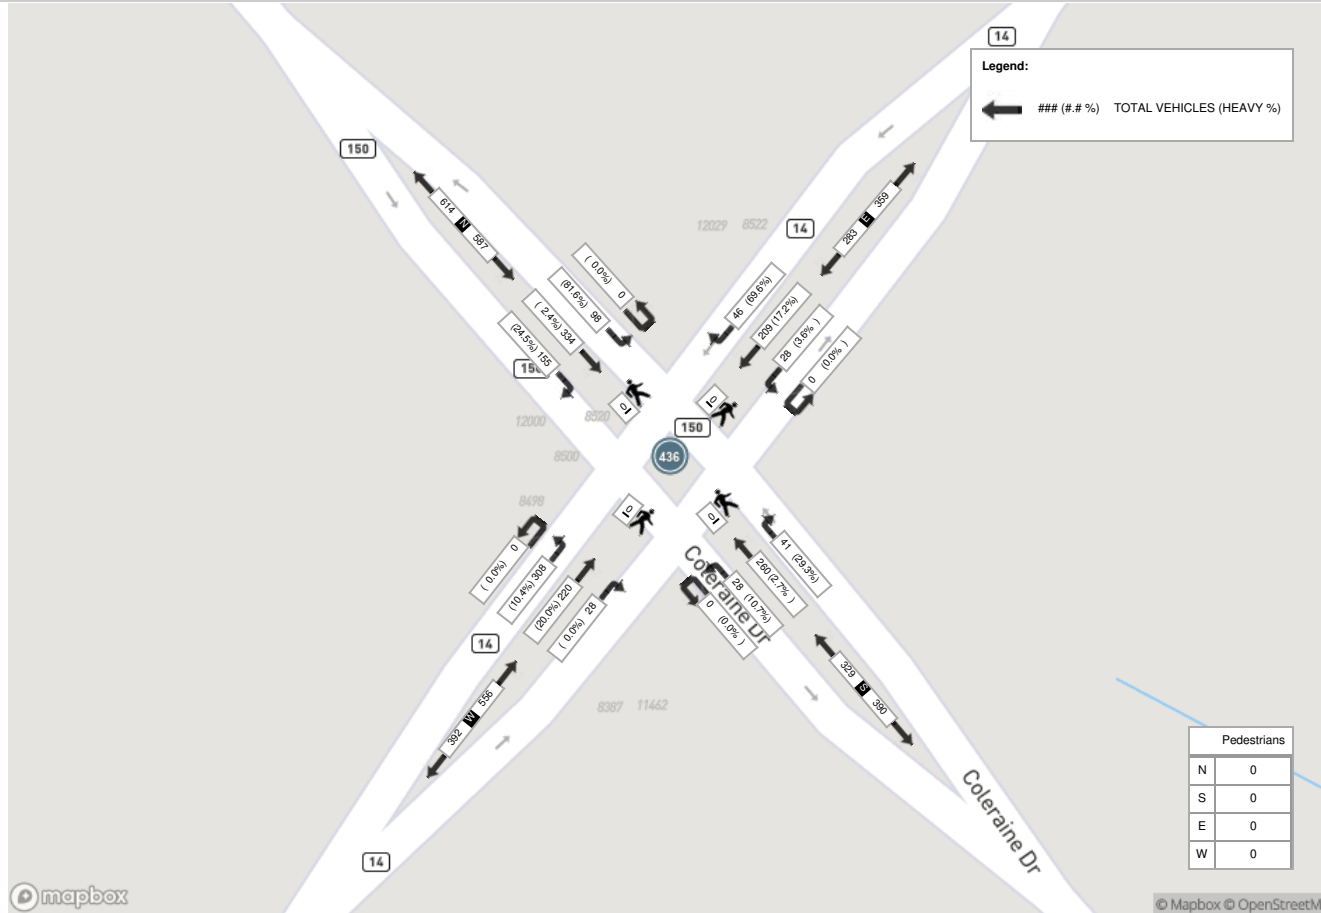 14
Legend:
### (#.# %) TOTAL VEHICLES (HEAVY %)
150
614 N 587
( 0.0%) 0
(81.6%) 98
( 2.4%) 334
(24.5%) 155
150
12029 8522
14
359 E 283
46 (69.6%)
209 (17.2%)
28 (3.6% )
0 (0.0% )
0
0
12000
8520
150
8500
436
8498
0
0
( 0.0%) 0
(10.4%) 308
(20.0%) 220
( 0.0%) 28
Coleraine Dr
41 (29.3%)
260 (2.7% )
28 (10.7%)
0 (0.0% )
14
392 W 556
329 S 390
8387 11462
Pedestrians
N 0
S 0
E 0
W 0
Coleraine Dr
14
mapbox
© Mapbox © OpenStreetM